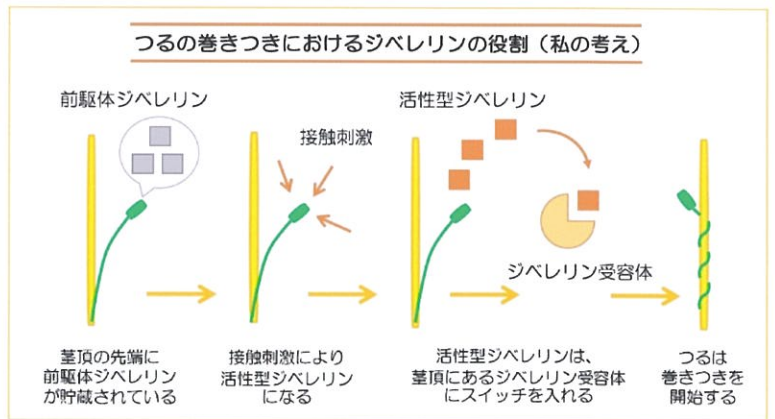 つるの巻きつきにおけるジベレリンの役割（私の考え）
前駆体ジベレリン
接触刺激
活性型ジベレリン
ジベレリン受容体
茎頂の先端に
前駆体ジベレリン
が貯蔵されている
接触刺激により
活性型ジベレリン
になる
活性型ジベレリンは、
茎頂にあるジベレリン受容体
にスイッチを入れる
つるは
巻きつきを
開始する